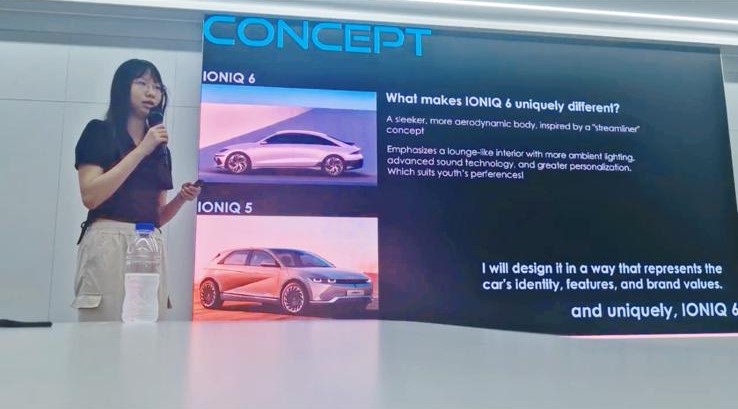 CONCEPT
IONIQ 6
What makes IONIQ 6 uniquely different?
A sleeker, more aerodynamic body, inspired by a "streamliner"
concept
Emphasizes a lounge-like interior with more ambient lighting,
advanced sound technology, and greater personalization.
Which suits youth's perferences!
IONIQ 5
I will design it in a way that represents the
car's identity, features, and brand values.
and uniquely, IONIQ 6